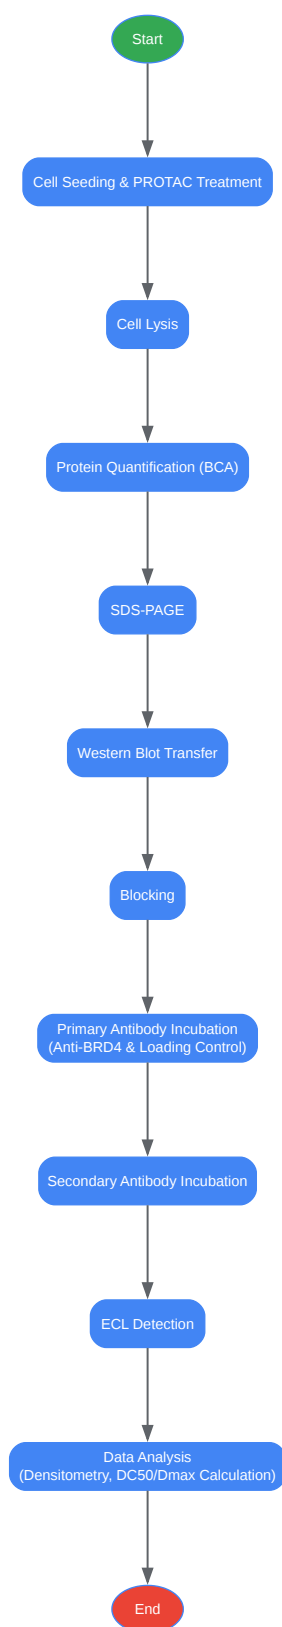 Start
Cell Seeding & PROTAC Treatment
Cell Lysis
Protein Quantification (BCA)
SDS-PAGE
Western Blot Transfer
Blocking
Primary Antibody Incubation
(Anti-BRD4 & Loading Control)
Secondary Antibody Incubation
ECL Detection
Data Analysis
(Densitometry, DC50/Dmax Calculation)
End